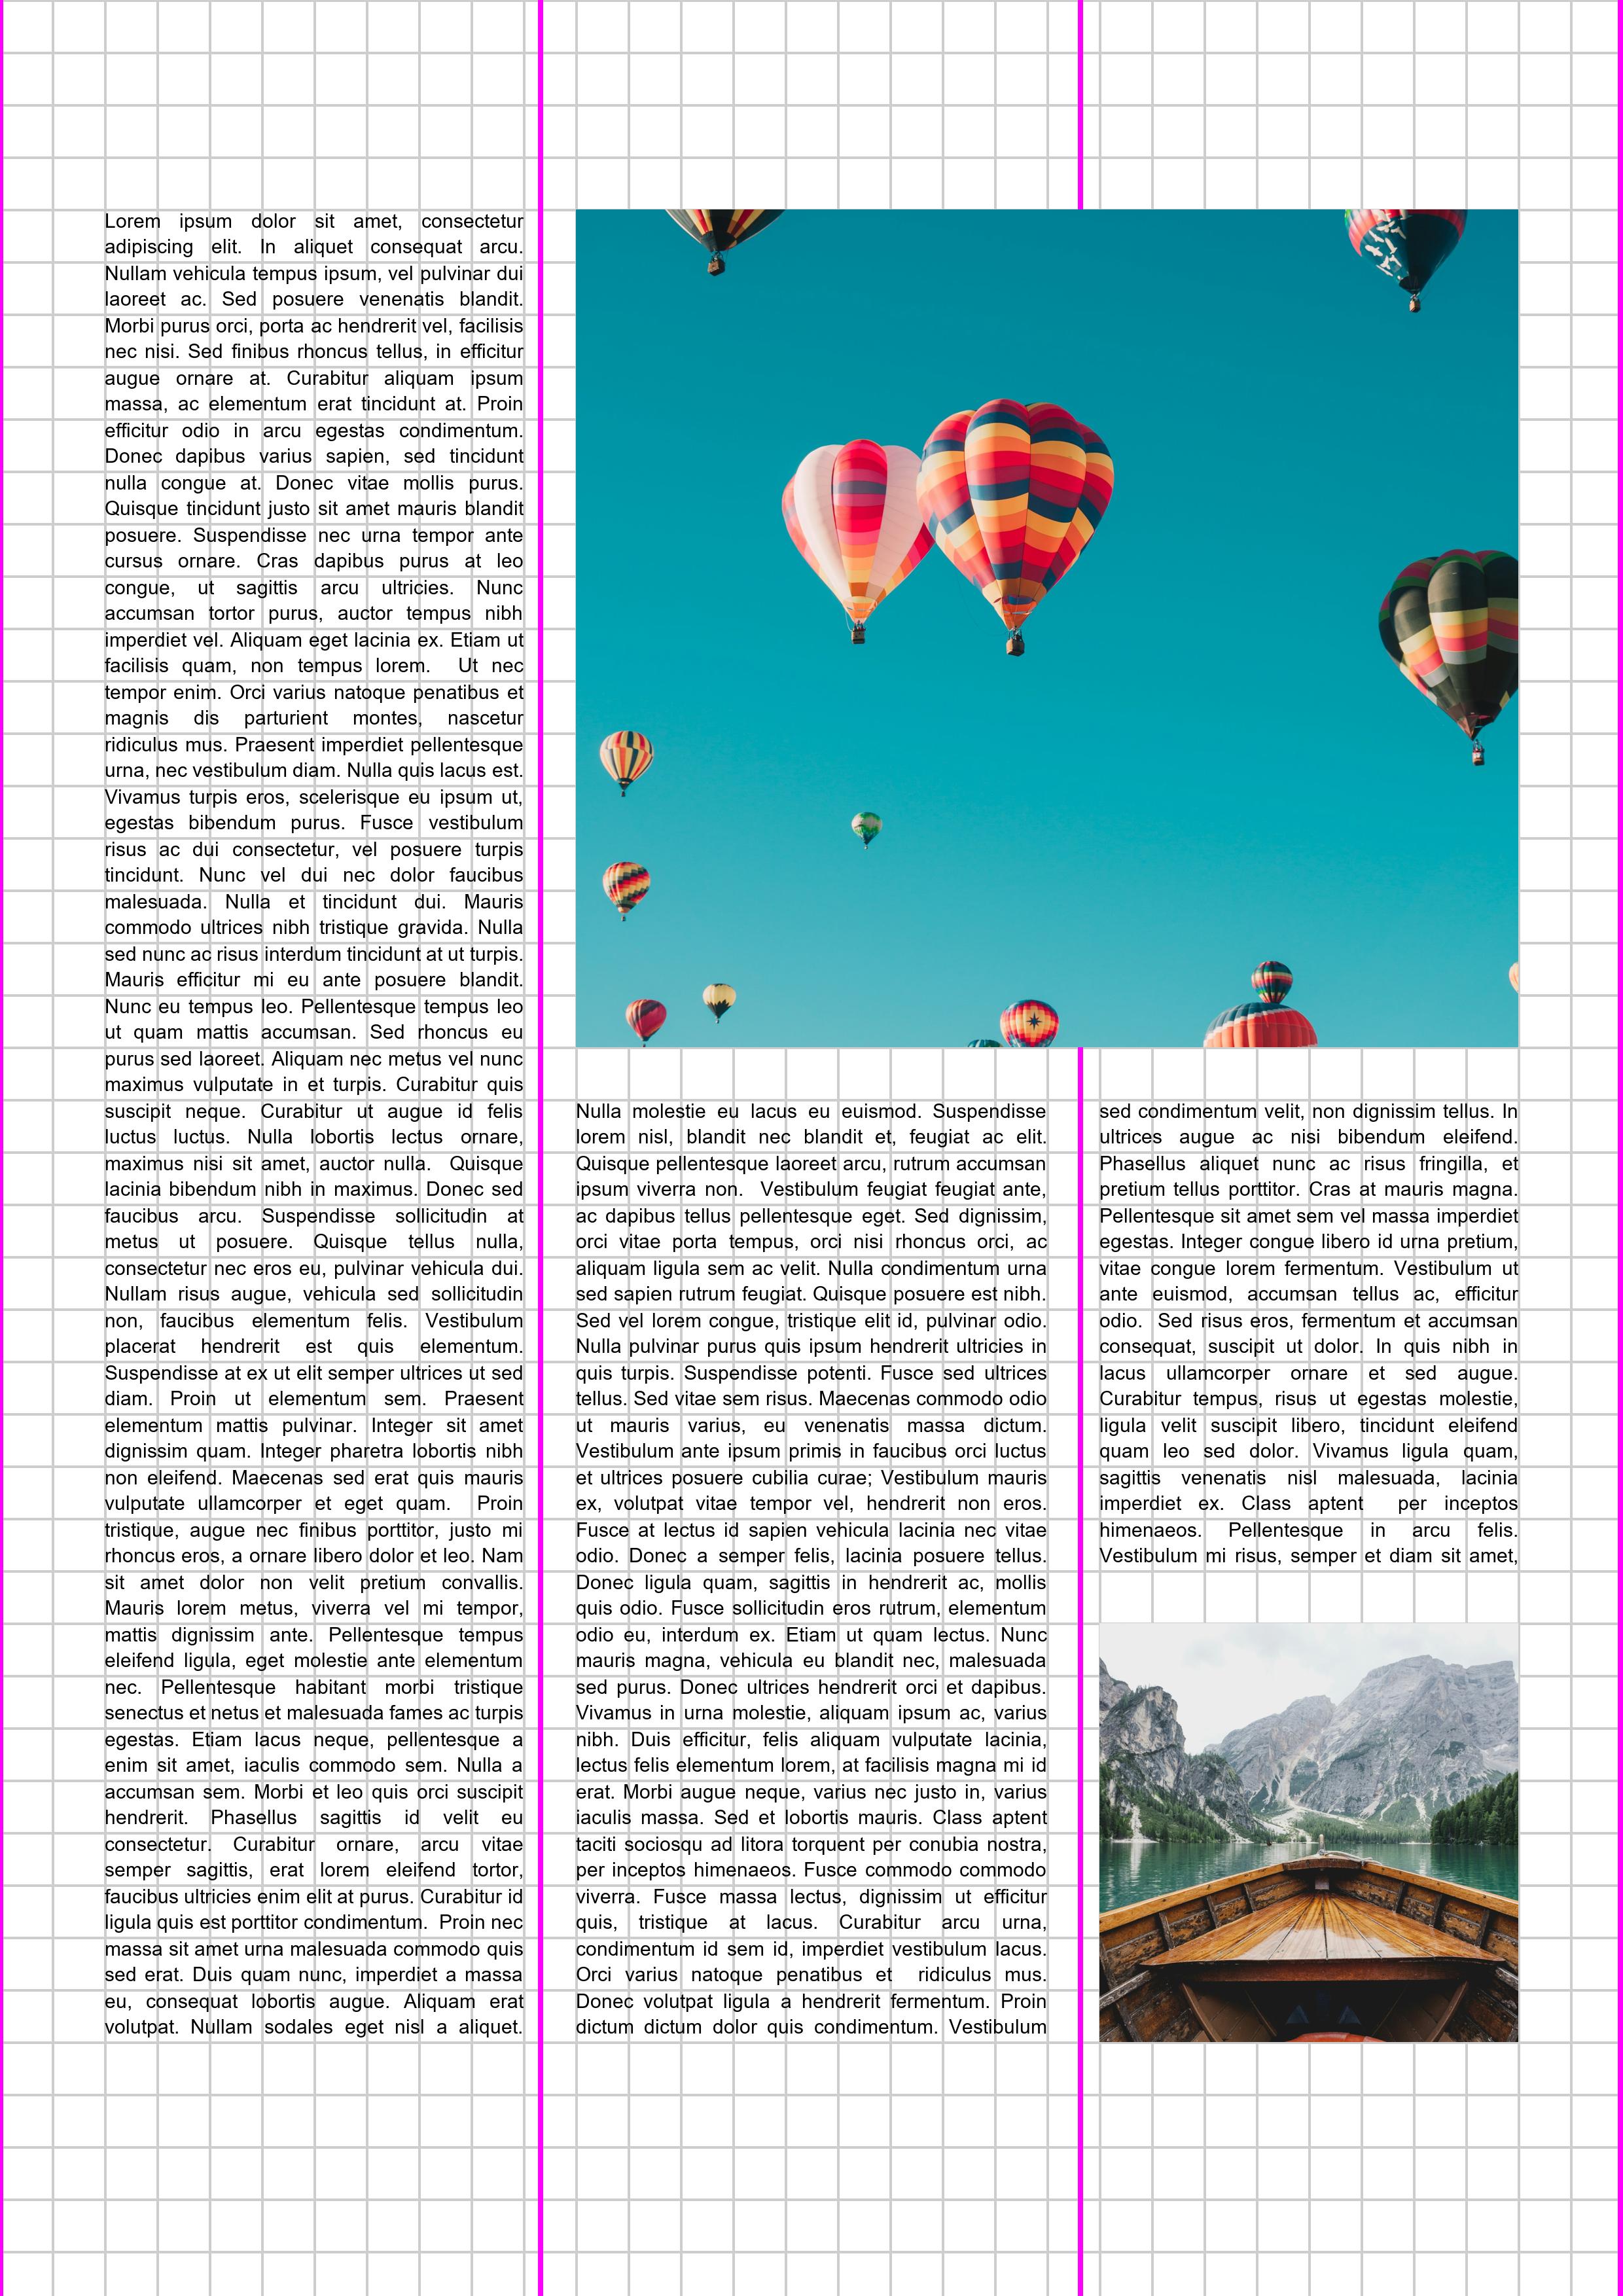 Lorem ipsum dolor sit amet, consectetur
adipiscing elit. In aliquet consequat arcu.
Nullam vehicula tempus ipsum, vel pulvinar dui
laoreet ac. Sed posuere venenatis blandit.
Morbi purus orci, porta ac hendrerit vel, facilisis
nec nisi. Sed finibus rhoncus tellus, in efficitur
augue ornare at. Curabitur aliquam ipsum
massa, ac elementum erat tincidunt at. Proin
efficitur odio in arcu egestas condimentum.
Donec dapibus varius sapien, sed tincidunt
nulla congue at. Donec vitae mollis purus.
Quisque tincidunt justo sit amet mauris blandit
posuere. Suspendisse nec urna tempor ante
cursus ornare. Cras dapibus purus at leo
congue, ut sagittis arcu ultricies. Nunc
accumsan tortor purus, auctor tempus nibh
imperdiet vel. Aliquam eget lacinia ex. Etiam ut
facilisis quam, non tempus lorem. Ut nec
tempor enim. Orci varius natoque penatibus et
magnis dis parturient montes, nascetur
ridiculus mus. Praesent imperdiet pellentesque
urna, nec vestibulum diam. Nulla quis lacus est.
Vivamus turpis eros, scelerisque eu ipsum ut,
egestas bibendum purus. Fusce vestibulum
risus ac dui consectetur, vel posuere turpis
tincidunt. Nunc vel dui nec dolor faucibus
malesuada. Nulla et tincidunt dui. Mauris
commodo ultrices nibh tristique gravida. Nulla
sed nunc ac risus interdum tincidunt at ut turpis.
Mauris efficitur mi eu ante posuere blandit.
Nunc eu tempus leo. Pellentesque tempus leo
ut quam mattis accumsan. Sed rhoncus eu
purus sed laoreet. Aliquam nec metus vel nunc
maximus vulputate in et turpis. Curabitur quis
suscipit neque. Curabitur ut augue id felis
luctus luctus. Nulla lobortis lectus ornare,
maximus nisi sit amet, auctor nulla. Quisque
lacinia bibendum nibh in maximus. Donec sed
faucibus arcu. Suspendisse sollicitudin at
metus ut posuere. Quisque tellus nulla,
consectetur nec eros eu, pulvinar vehicula dui.
Nullam risus augue, vehicula sed sollicitudin
non, faucibus elementum felis. Vestibulum
placerat hendrerit est quis elementum.
Suspendisse at ex ut elit semper ultrices ut sed
diam. Proin ut elementum sem. Praesent
elementum mattis pulvinar. Integer sit amet
dignissim quam. Integer pharetra lobortis nibh
non eleifend. Maecenas sed erat quis mauris
vulputate ullamcorper et eget quam. Proin
tristique, augue nec finibus porttitor, justo mi
rhoncus eros, a ornare libero dolor et leo. Nam
sit amet dolor non velit pretium convallis.
Mauris lorem metus, viverra vel mi tempor,
mattis dignissim ante. Pellentesque tempus
eleifend ligula, eget molestie ante elementum
nec. Pellentesque habitant morbi tristique
senectus et netus et malesuada fames ac turpis
egestas. Etiam lacus neque, pellentesque a
enim sit amet, iaculis commodo sem. Nulla a
accumsan sem. Morbi et leo quis orci suscipit
hendrerit. Phasellus sagittis id velit eu
consectetur. Curabitur ornare, arcu vitae
semper sagittis, erat lorem eleifend tortor,
faucibus ultricies enim elit at purus. Curabitur id
ligula quis est porttitor condimentum. Proin nec
massa sit amet urna malesuada commodo quis
sed erat. Duis quam nunc, imperdiet a massa
eu, consequat lobortis augue. Aliquam erat
volutpat. Nullam sodales eget nisl a aliquet.
Nulla molestie eu lacus eu euismod. Suspendisse
lorem nisl, blandit nec blandit et, feugiat ac elit.
Quisque pellentesque laoreet arcu, rutrum accumsan
ipsum viverra non. Vestibulum feugiat feugiat ante,
ac dapibus tellus pellentesque eget. Sed dignissim,
orci vitae porta tempus, orci nisi rhoncus orci, ac
aliquam ligula sem ac velit. Nulla condimentum urna
sed sapien rutrum feugiat. Quisque posuere est nibh.
Sed vel lorem congue, tristique elit id, pulvinar odio.
Nulla pulvinar purus quis ipsum hendrerit ultricies in
quis turpis. Suspendisse potenti. Fusce sed ultrices
tellus. Sed vitae sem risus. Maecenas commodo odio
ut mauris varius, eu venenatis massa dictum.
Vestibulum ante ipsum primis in faucibus orci luctus
et ultrices posuere cubilia curae; Vestibulum mauris
ex, volutpat vitae tempor vel, hendrerit non eros.
Fusce at lectus id sapien vehicula lacinia nec vitae
odio. Donec a semper felis, lacinia posuere tellus.
Donec ligula quam, sagittis in hendrerit ac, mollis
quis odio. Fusce sollicitudin eros rutrum, elementum
odio eu, interdum ex. Etiam ut quam lectus. Nunc
mauris magna, vehicula eu blandit nec, malesuada
sed purus. Donec ultrices hendrerit orci et dapibus.
Vivamus in urna molestie, aliquam ipsum ac, varius
nibh. Duis efficitur, felis aliquam vulputate lacinia,
lectus felis elementum lorem, at facilisis magna mi id
erat. Morbi augue neque, varius nec justo in, varius
iaculis massa. Sed et lobortis mauris. Class aptent
taciti sociosqu ad litora torquent per conubia nostra,
per inceptos himenaeos. Fusce commodo commodo
viverra. Fusce massa lectus, dignissim ut efficitur
quis, tristique at lacus. Curabitur arcu urna,
condimentum id sem id, imperdiet vestibulum lacus.
Orci varius natoque penatibus et ridiculus mus.
Donec volutpat ligula a hendrerit fermentum. Proin
dictum dictum dolor quis condimentum. Vestibulum
sed condimentum velit, non dignissim tellus. In
ultrices augue ac nisi bibendum eleifend.
Phasellus aliquet nunc ac risus fringilla, et
pretium tellus porttitor. Cras at mauris magna.
Pellentesque sit amet sem vel massa imperdiet
egestas. Integer congue libero id urna pretium,
vitae congue lorem fermentum. Vestibulum ut
ante euismod, accumsan tellus ac, efficitur
odio. Sed risus eros, fermentum et accumsan
consequat, suscipit ut dolor. In quis nibh in
lacus ullamcorper ornare et sed augue.
Curabitur tempus, risus ut egestas molestie,
ligula velit suscipit libero, tincidunt eleifend
quam leo sed dolor. Vivamus ligula quam,
sagittis venenatis nisl malesuada, lacinia
imperdiet ex. Class aptent per inceptos
himenaeos. Pellentesque in arcu felis.
Vestibulum mi risus, semper et diam sit amet,